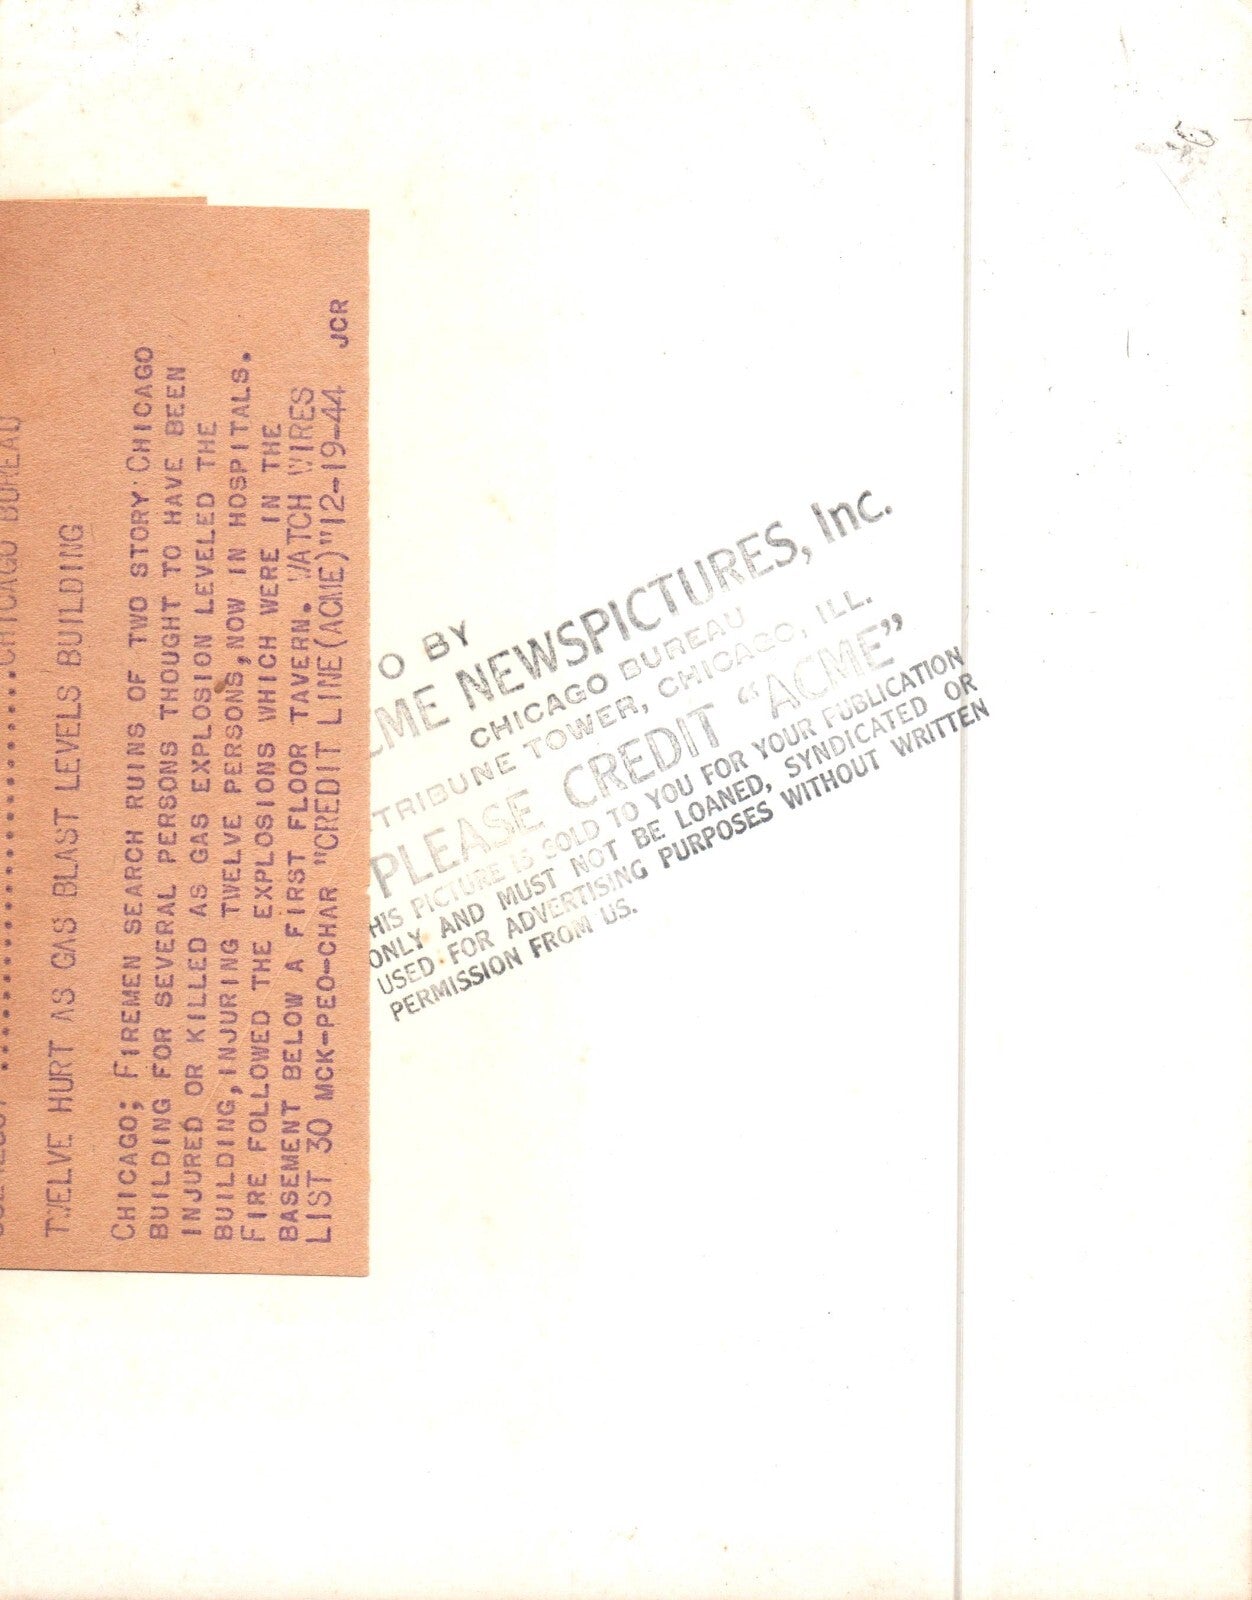 CHICAGO BUREAU
TWELVE HURT AS GAS BLAST LEVELS BUILDING
CHICAGO; FIREMEN SEARCH RUINS OF TWO STORY CHICAGO
BUILDING FOR SEVERAL PERSONS THOUGHT TO HAVE BEEN
INJURED OR KILLED AS GAS EXPLOSION LEVELED THE
BUILDING, INJURING TWELVE PERSONS, NOW IN HOSPITALS.
FIRE FOLLOWED THE EXPLOSIONS WHICH WERE IN THE
BASEMENT BELOW A FIRST FLOOR TAVERN. WATCH WIRES
LIST 30 MCK-PEO-CHAR "CREDIT LINE(ACME)"12-19-44 JCR
O BY
ME NEWSPICTURES, Inc.
CHICAGO BUREAU
TRIBUNE TOWER, CHICAGO, ILL.
PLEASE CREDIT "ACME"
HIS PICTURE IS SOLD TO YOU FOR YOUR PUBLICATION
ONLY AND MUST NOT BE LOANED, SYNDICATED OR
USED FOR ADVERTISING PURPOSES WITHOUT WRITTEN
PERMISSION FROM US.